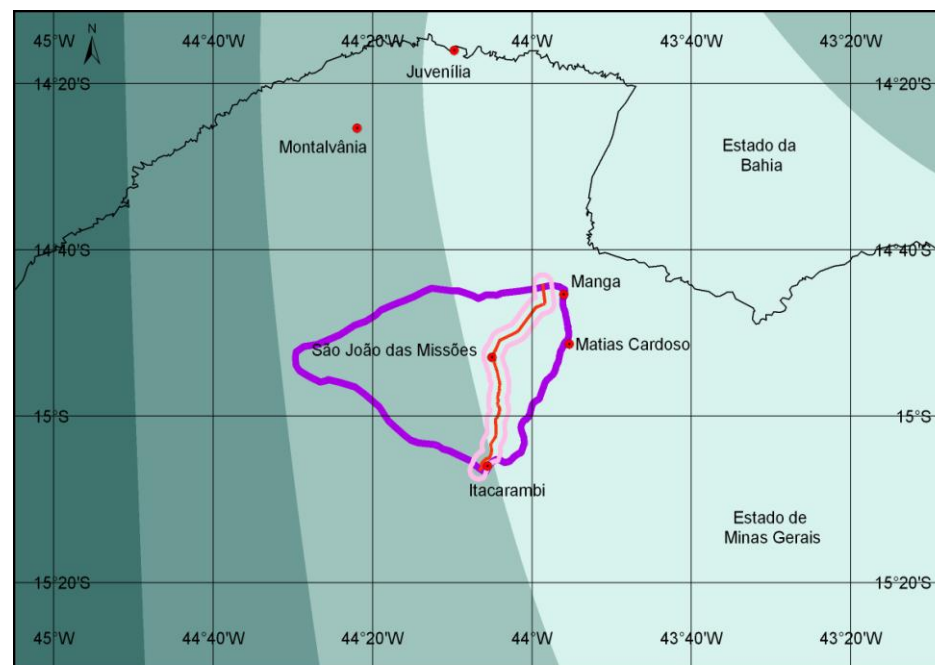 45°W 44°40'W 44°20'W 44°W 43°40'W 43°20'W
N
Juvenília
14°20'S 14°20'S
Montalvânia
Estado da
Bahia
14°40'S 14°40'S
Manga
São João das Missões
Matias Cardoso
15°S 15°S
Itacarambi
Estado de
Minas Gerais
15°20'S 15°20'S
45°W 44°40'W 44°20'W 44°W 43°40'W 43°20'W